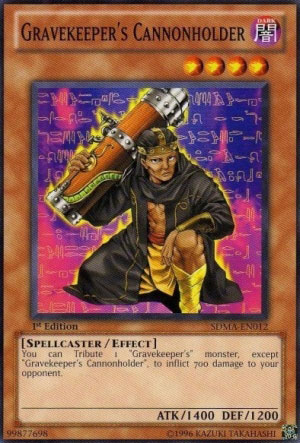 GRAVEKEEPER'S CANNONHOLDER
DARK
闇
1st Edition
SDMA-EN012
[SPELLCASTER / EFFECT]
You can Tribute 1 "Gravekeeper's" monster, except
"Gravekeeper's Cannonholder", to inflict 700 damage to your
opponent.
ATK/1400 DEF/1200
99877698
©1996 KAZUKI TAKAHASHI